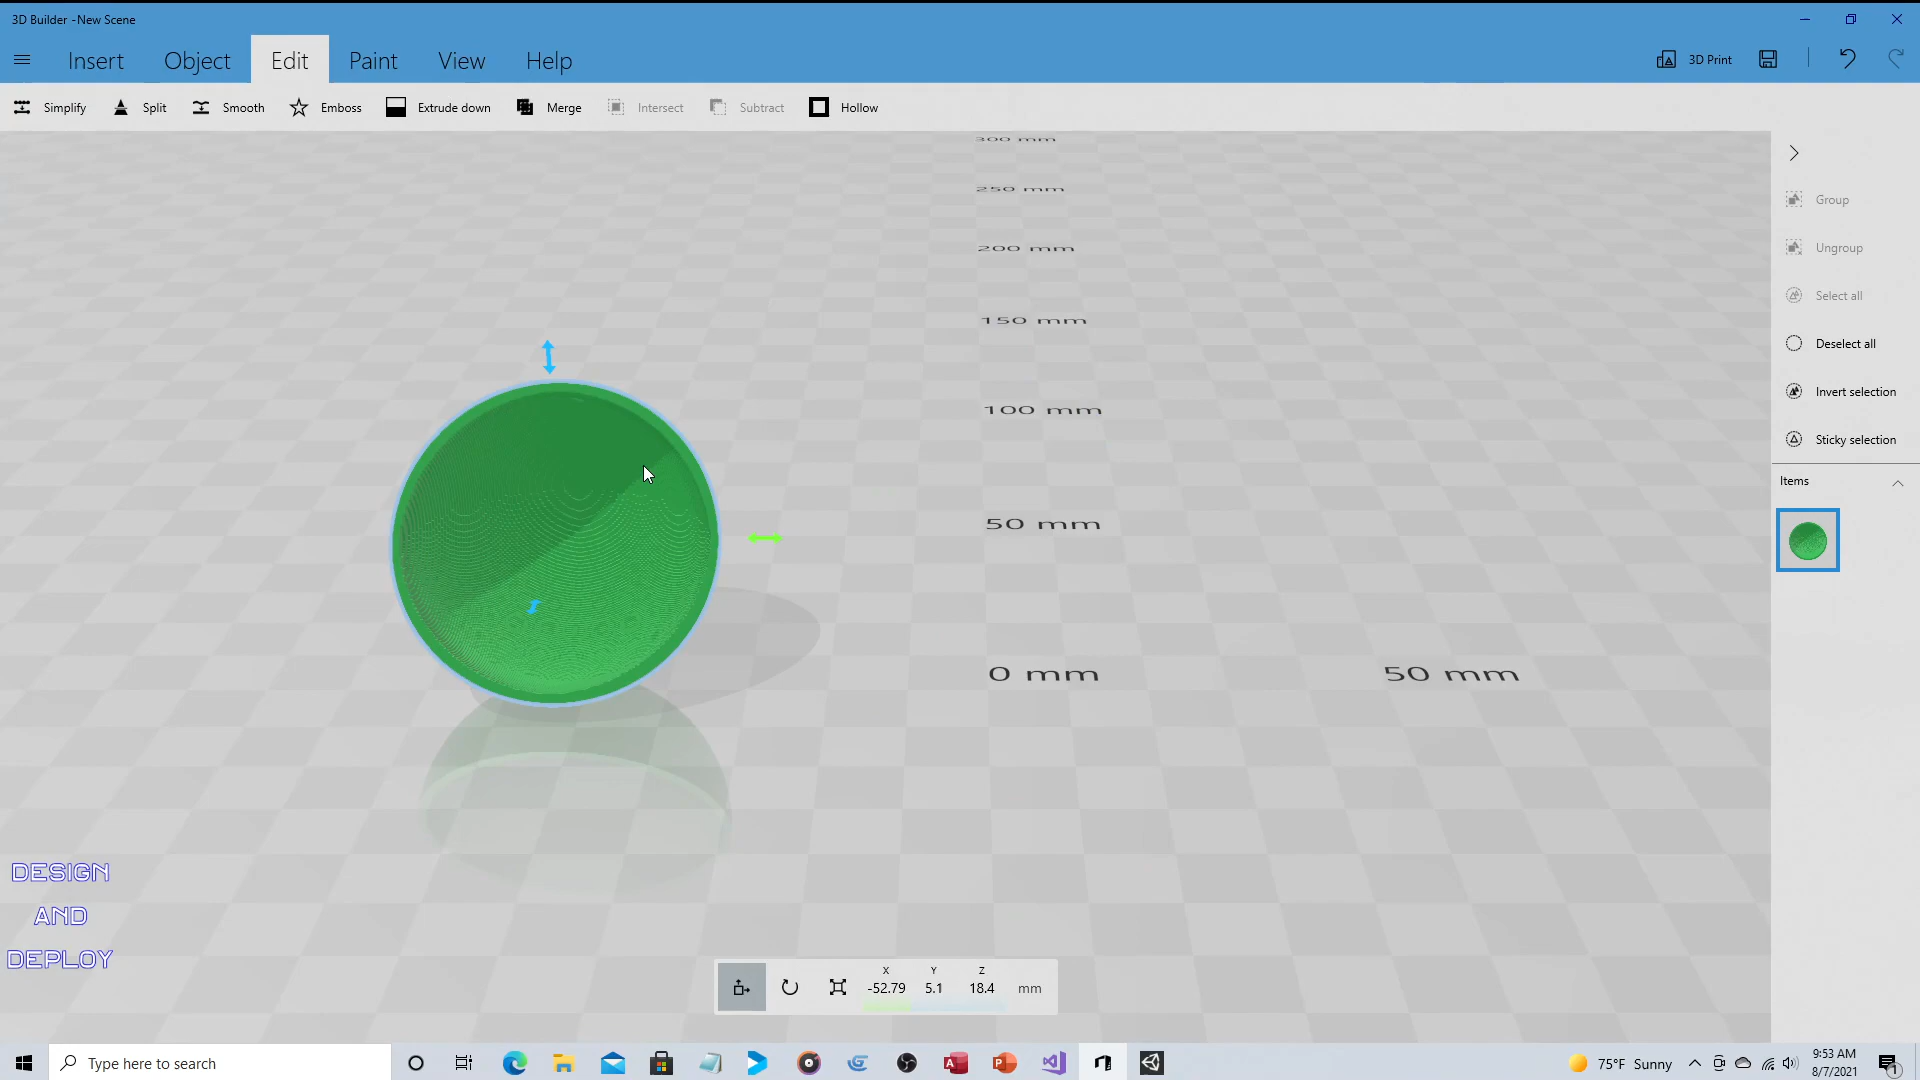 3D Builder -New Scene
Insert
Object
Edit
Paint
View
Help
3D Print
Simplify
Split
Smooth
Emboss
Extrude down
Merge
Intersect
Subtract
Hollow
300 mm
250 mm
200 mm
150 mm
100 mm
50 mm
0 mm
50 mm
Group
Ungroup
Select all
Deselect all
Invert selection
Sticky selection
Items
DESIGN
AND
DEPLOY
X Y Z
-52.79 5.1 18.4 mm
Type here to search
75°F Sunny
9:53 AM
8/7/2021
1